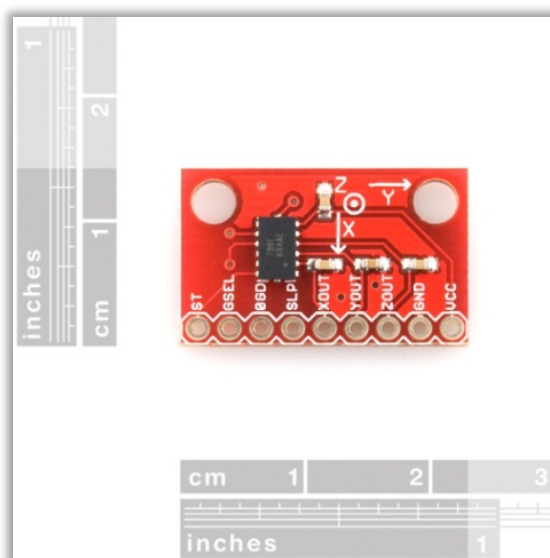 1
2
1
inches
cm
Z
Y
X
7361
ST
GSEL
0GD
SLP
XOUT
YOUT
ZOUT
GND
VCC
cm 1 2 3
inches 1